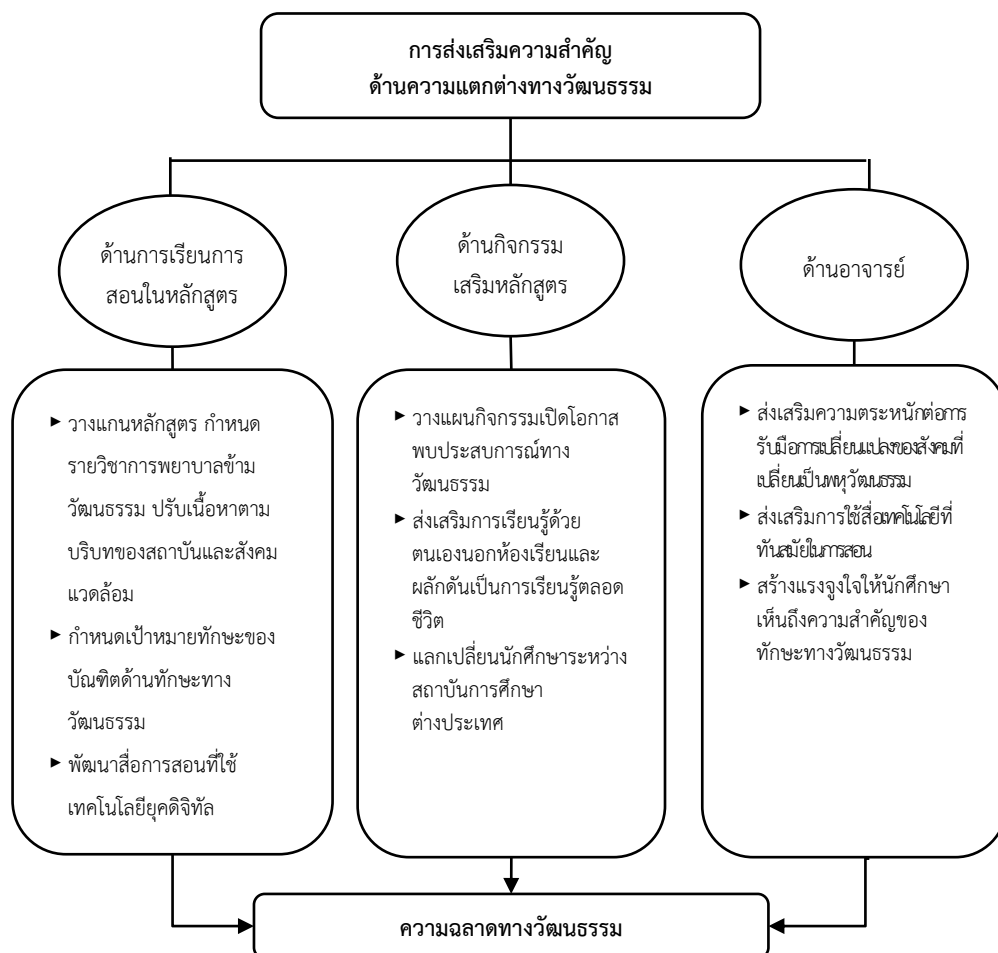 การส่งเสริมความสำคัญ
ด้านความแตกต่างทางวัฒนธรรม
ด้านการเรียนการ
สอนในหลักสูตร
ด้านกิจกรรม
เสริมหลักสูตร
ด้านอาจารย์
วางแกนหลักสูตร กำหนด
รายวิชาการพยาบาลข้าม
วัฒนธรรม ปรับเนื้อหาตาม
บริบทของสถาบันและสังคม
แวดล้อม
กำหนดเป้าหมายทักษะของ
บัณฑิตด้านทักษะทาง
วัฒนธรรม
พัฒนาสื่อการสอนที่ใช้
เทคโนโลยียุคดิจิทัล
วางแผนกิจกรรมเปิดโอกาส
พบประสบการณ์ทาง
วัฒนธรรม
ส่งเสริมการเรียนรู้ด้วย
ตนเองนอกห้องเรียนและ
ผลักดันเป็นการเรียนรู้ตลอด
ชีวิต
แลกเปลี่ยนนักศึกษาระหว่าง
สถาบันการศึกษา
ต่างประเทศ
ส่งเสริมความตระหนักต่อการ
รับมือการเปลี่ยนแปลงของสังคมที่
เปลี่ยนเป็นพหุวัฒนธรรม
ส่งเสริมการใช้สื่อเทคโนโลยีที่
ทันสมัยในการสอน
สร้างแรงจูงใจให้นักศึกษา
เห็นถึงความสำคัญของ
ทักษะทางวัฒนธรรม
ความฉลาดทางวัฒนธรรม